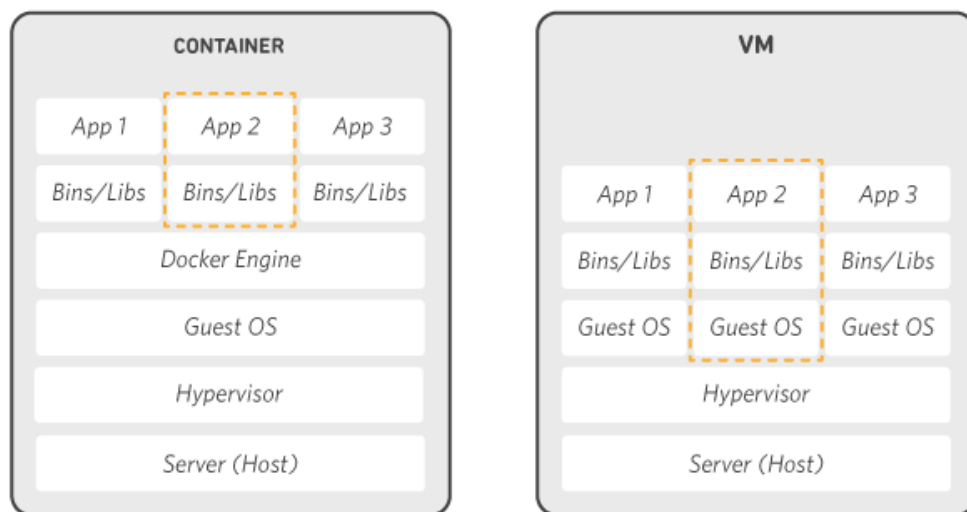 CONTAINER
App 1 App 2 App 3
Bins/Libs Bins/Libs Bins/Libs
Docker Engine
Guest OS
Hypervisor
Server (Host)
VM
App 1 App 2 App 3
Bins/Libs Bins/Libs Bins/Libs
Guest OS Guest OS Guest OS
Hypervisor
Server (Host)